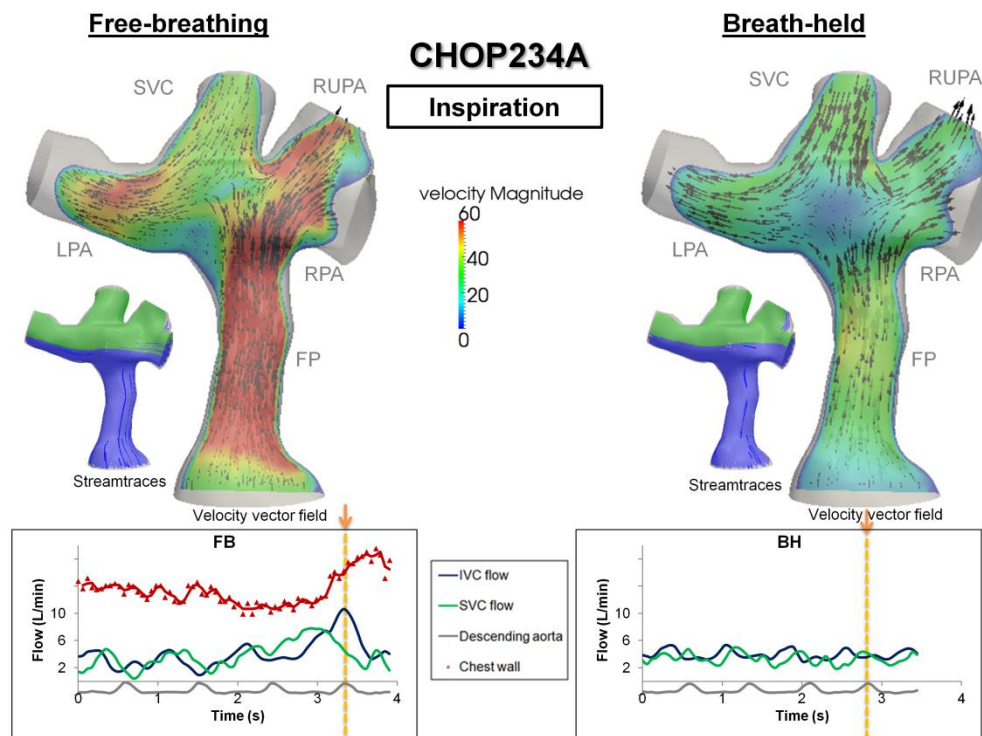 Free-breathing
Breath-held
CHOP234A
Inspiration
SVC
RUPA
LPA
RPA
FP
Streamtraces
Velocity vector field
velocity Magnitude
60
40
20
0
SVC
RUPA
LPA
RPA
FP
Streamtraces
Velocity vector field
FB
Flow (L/min)
10
6
2
0
1
2
3
4
Time (s)
IVC flow
SVC flow
Descending aorta
Chest wall
BH
Flow (L/min)
10
6
2
0
1
2
3
4
Time (s)